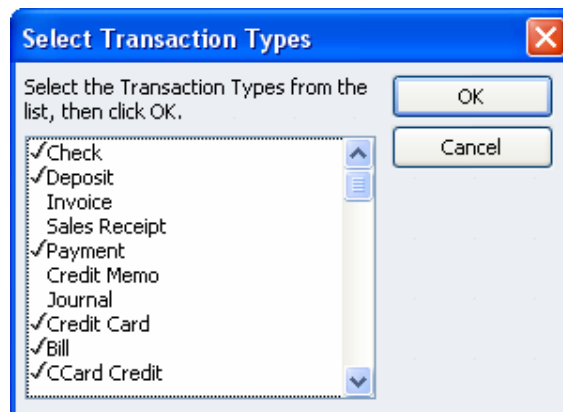 Select Transaction Types
Select the Transaction Types from the
list, then click OK.
OK
Cancel
✓Check
✓Deposit
Invoice
Sales Receipt
✓Payment
Credit Memo
Journal
✓Credit Card
✓Bill
✓CCard Credit